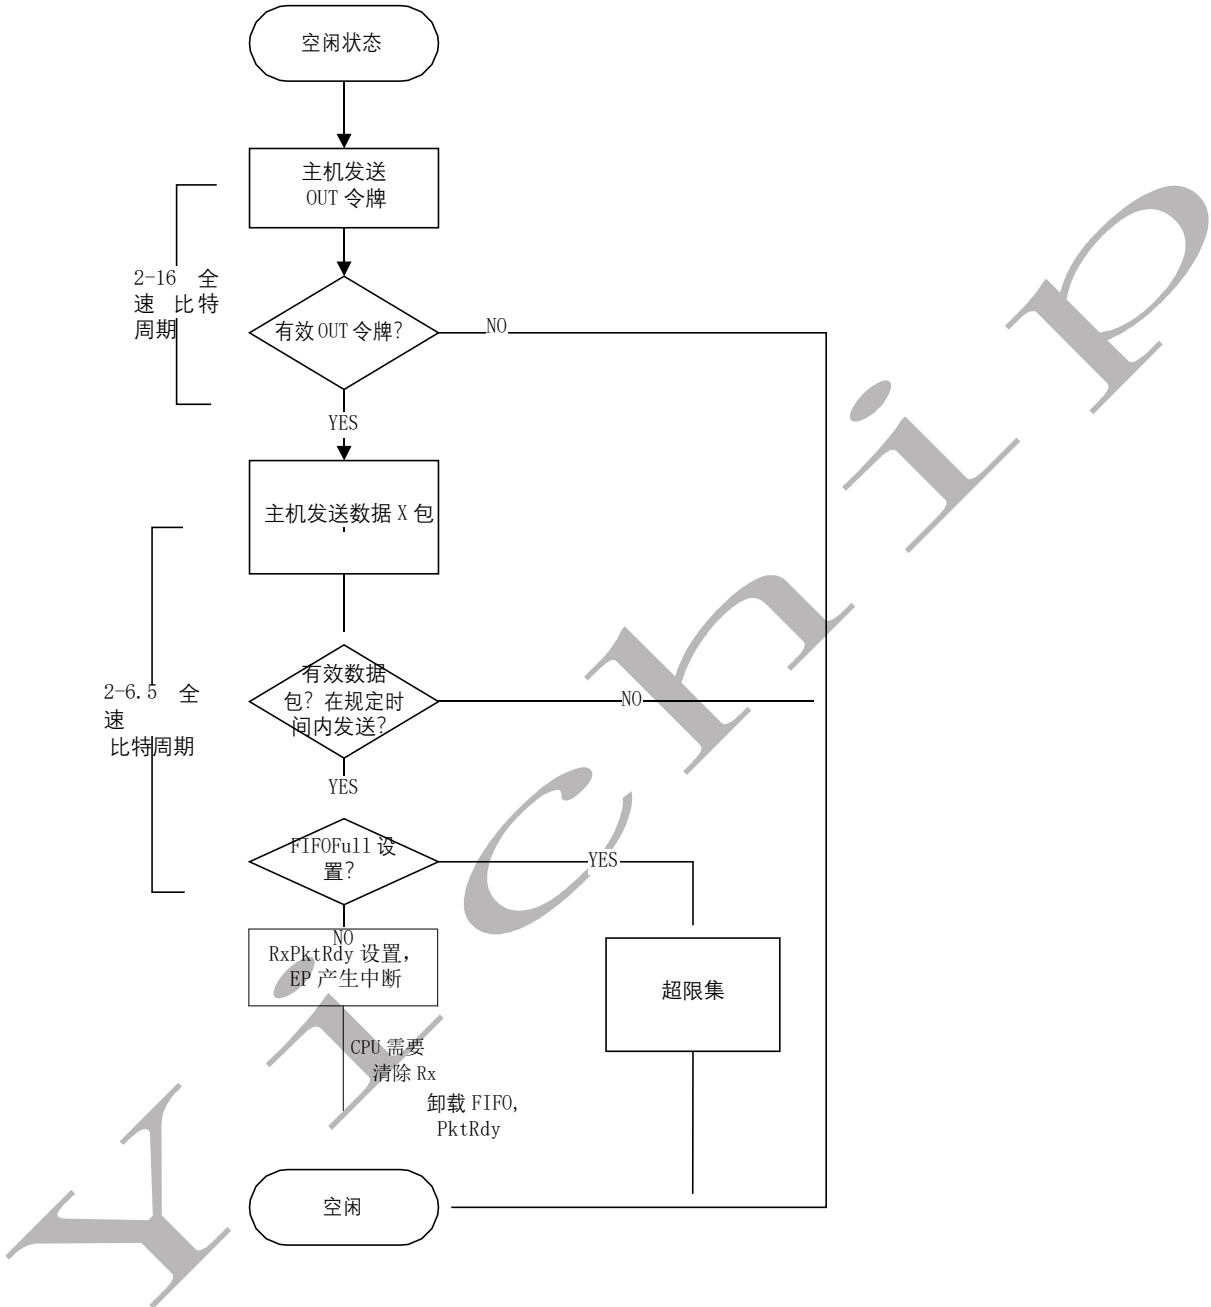 空闲状态
主机发送
OUT 令牌
2-16 全
速 比特
周期
有效 OUT 令牌?
NO
YES
主机发送数据 X 包
有效数据
包? 在规定时
间内发送?
NO
2-6.5 全
速
比特周期
YES
FIFOFull 设
置?
YES
NO
RxPktRdy 设置,
EP 产生中断
超限集
CPU 需要
清除 Rx
卸载 FIFO,
PktRdy
空闲
Yichip